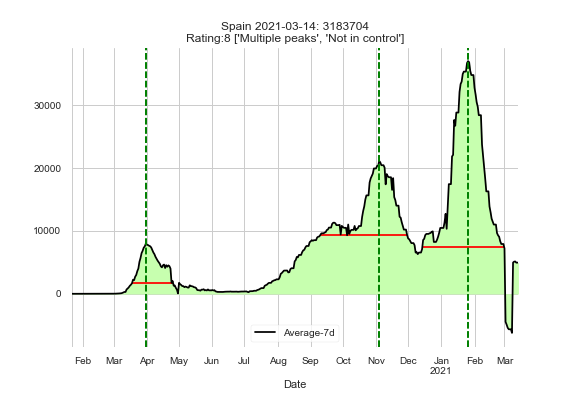 Spain 2021-03-14: 3183704
Rating:8 ['Multiple peaks', 'Not in control']
30000
20000
10000
0
Average-7d
Feb Mar Apr May Jun Jul Aug Sep Oct Nov Dec Jan Feb Mar
2021
Date